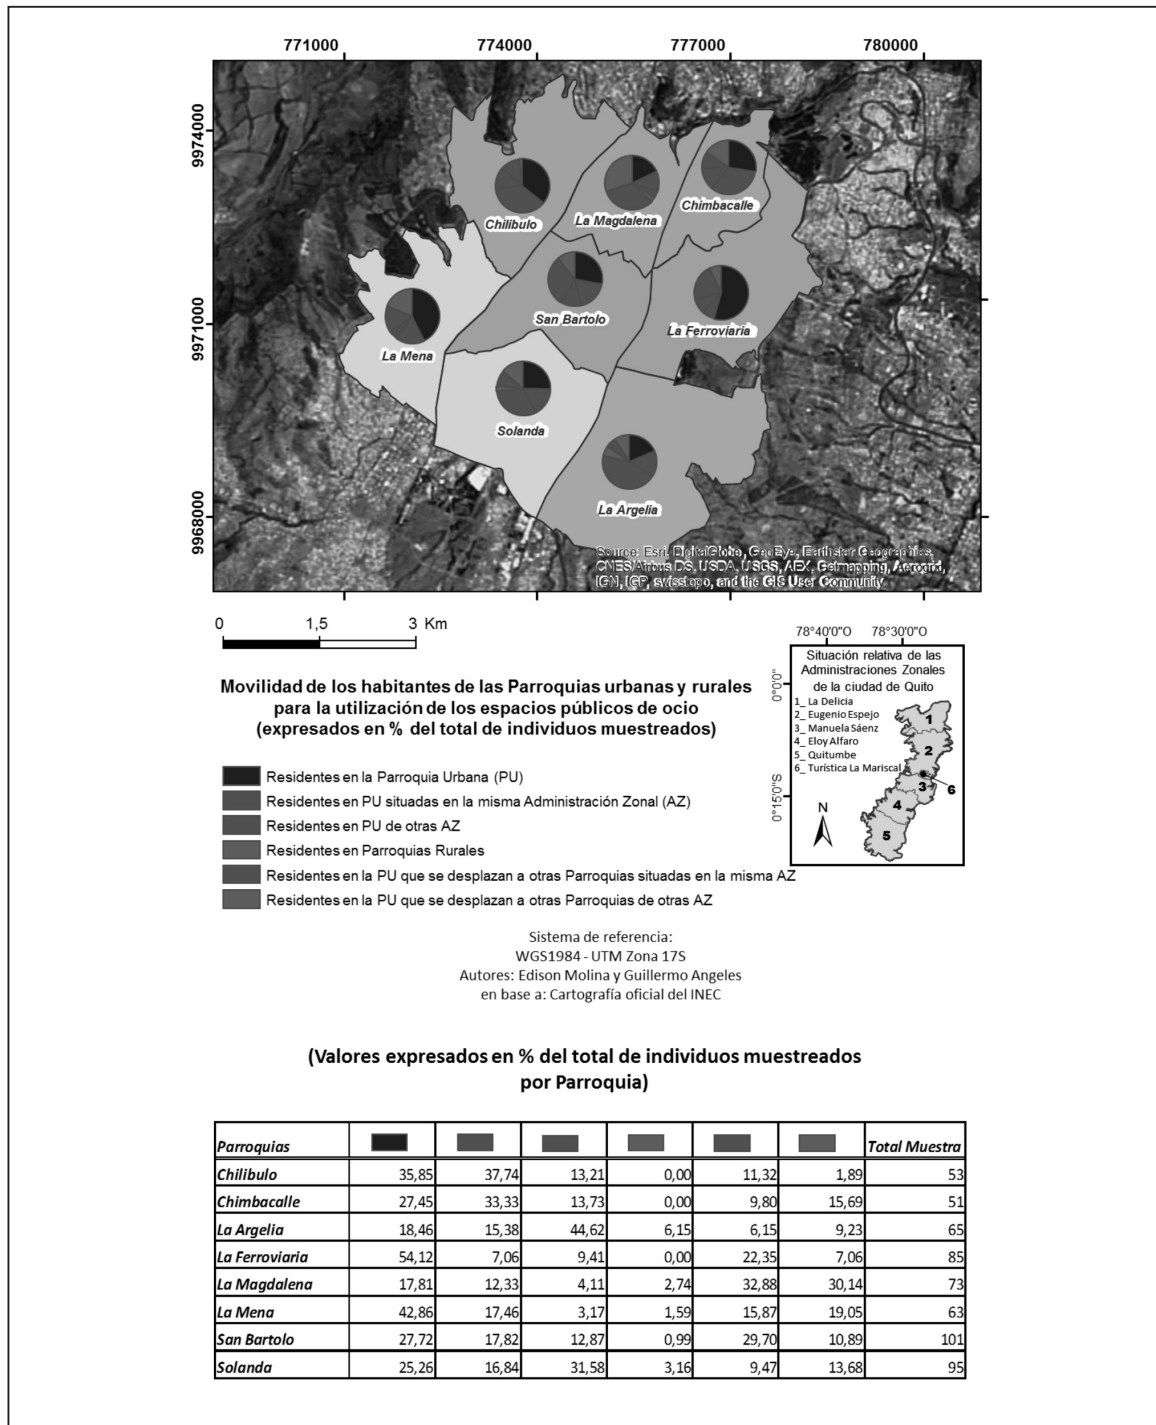 771000 774000 777000 780000
9974000
9971000
9968000
Chilibulo
La Magdalena
Chimbacalle
La Mena
San Bartolo
La Ferroviaria
Solanda
La Argelia
Source: Esri, DigitalGlobe, GeoEye, Earthstar Geographics,
CNES/Airbus DS, USDA, USGS, AEX, Getmapping, Aerogrid,
IGN, IGP, swisstopo, and the GIS User Community
0 1,5 3 Km
Movilidad de los habitantes de las Parroquias urbanas y rurales
para la utilización de los espacios públicos de ocio
(expresados en % del total de individuos muestreados)
Residentes en la Parroquia Urbana (PU)
Residentes en PU situadas en la misma Administración Zonal (AZ)
Residentes en PU de otras AZ
Residentes en Parroquias Rurales
Residentes en la PU que se desplazan a otras Parroquias situadas en la misma AZ
Residentes en la PU que se desplazan a otras Parroquias de otras AZ
78°40'0"O 78°30'0"O
0°0'0"
0°15'0"S
Situación relativa de las
Administraciones Zonales
de la ciudad de Quito
1_ La Delicia
2_ Eugenio Espejo
3_ Manuela Sáenz
4_ Eloy Alfaro
5_ Quitumbe
6_ Turística La Mariscal
1
2
3
6
4
5
N
Sistema de referencia:
WGS1984 - UTM Zona 17S
Autores: Edison Molina y Guillermo Angeles
en base a: Cartografía oficial del INEC
(Valores expresados en % del total de individuos muestreados
por Parroquia)
Parroquias Total Muestra
Chilibulo 35,85 37,74 13,21 0,00 11,32 1,89 53
Chimbacalle 27,45 33,33 13,73 0,00 9,80 15,69 51
La Argelia 18,46 15,38 44,62 6,15 6,15 9,23 65
La Ferroviaria 54,12 7,06 9,41 0,00 22,35 7,06 85
La Magdalena 17,81 12,33 4,11 2,74 32,88 30,14 73
La Mena 42,86 17,46 3,17 1,59 15,87 19,05 63
San Bartolo 27,72 17,82 12,87 0,99 29,70 10,89 101
Solanda 25,26 16,84 31,58 3,16 9,47 13,68 95